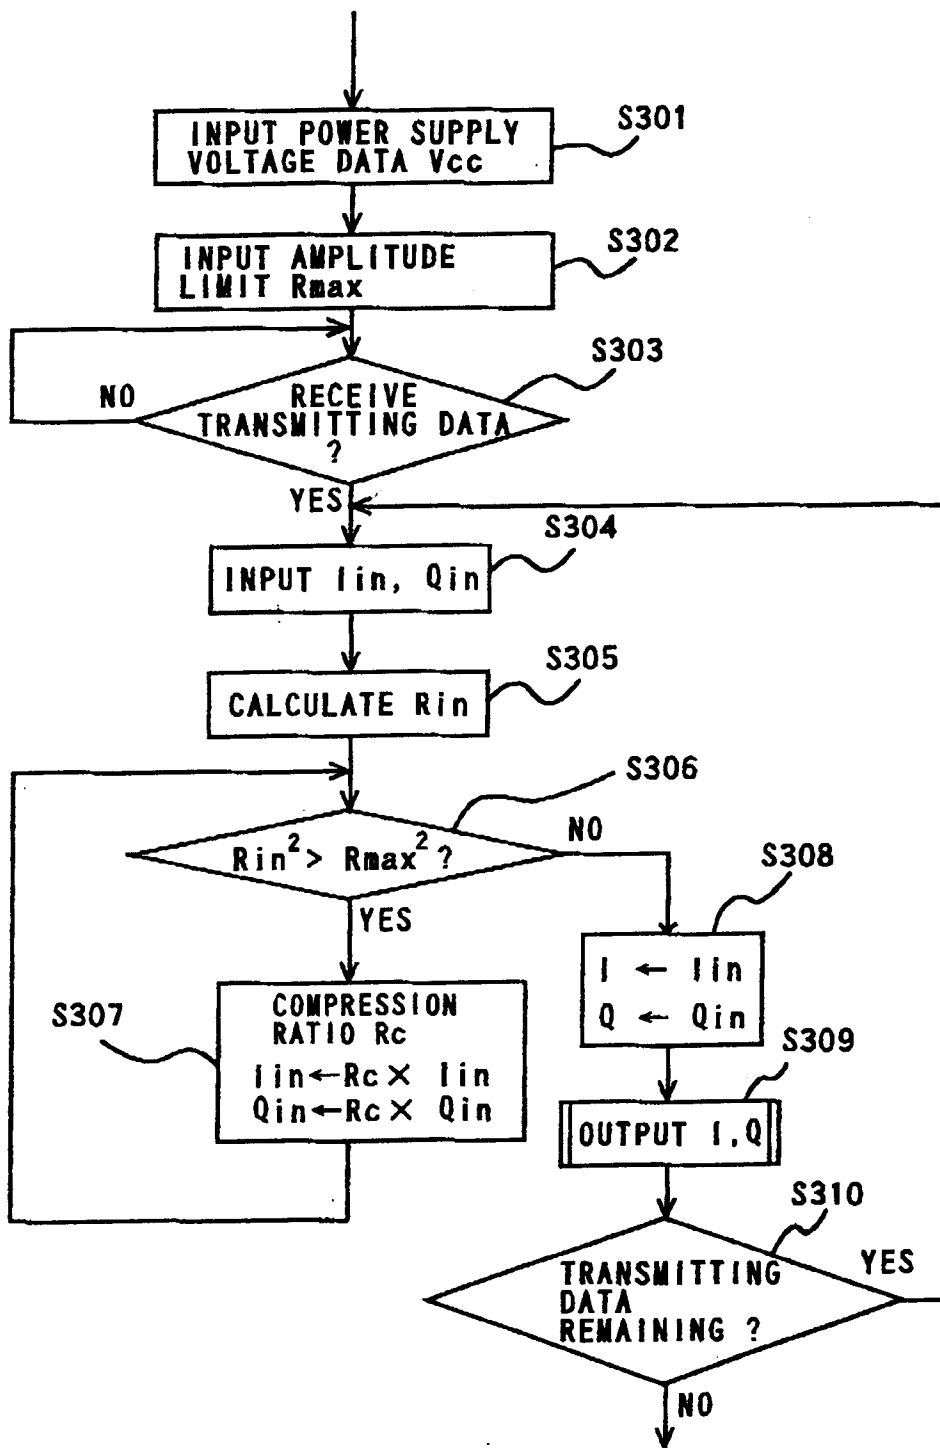 INPUT POWER SUPPLY
VOLTAGE DATA Vcc
S301
INPUT AMPLITUDE
LIMIT Rmax
S302
S303
NO
RECEIVE
TRANSMITTING DATA
?
YES
S304
INPUT Iin, Qin
S305
CALCULATE Rin
S306
Rin² > Rmax² ?
NO
YES
S307
COMPRESSION
RATIO Rc
Iin←Rc× Iin
Qin←Rc× Qin
S308
I ← Iin
Q ← Qin
S309
OUTPUT I,Q
S310
TRANSMITTING
DATA
REMAINING ?
YES
NO